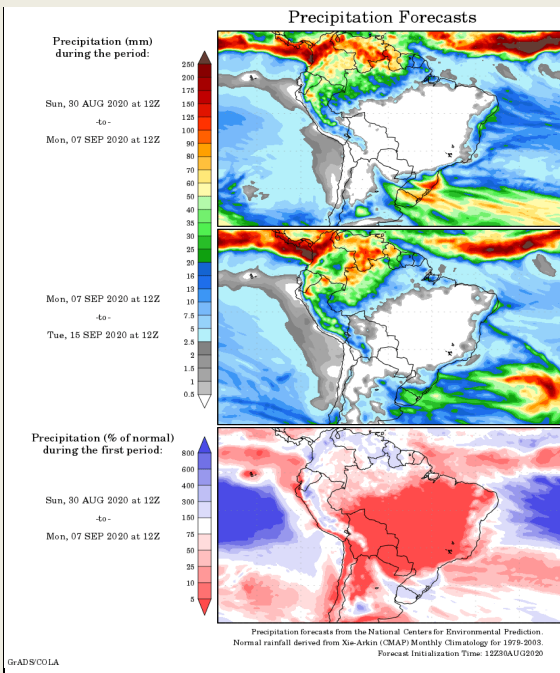 Precipitation Forecasts
Precipitation (mm)
during the period:
Sun, 30 AUG 2020 at 12Z
-to-
Mon, 07 SEP 2020 at 12Z
250
200
175
150
125
100
90
80
70
60
50
40
35
30
25
20
16
13
10
7.5
5
2.5
2
1.5
1
0.5
Mon, 07 SEP 2020 at 12Z
-to-
Tue, 15 SEP 2020 at 12Z
Precipitation (% of normal)
during the first period:
Sun, 30 AUG 2020 at 12Z
-to-
Mon, 07 SEP 2020 at 12Z
800
600
400
300
150
75
50
25
10
5
Precipitation forecasts from the National Centers for Environmental Prediction.
Normal rainfall derived from Xie-Arkin (CMAP) Monthly Climatology for 1979-2003.
Forecast Initialization Time: 12Z30AUG2020
GrADS/COLA